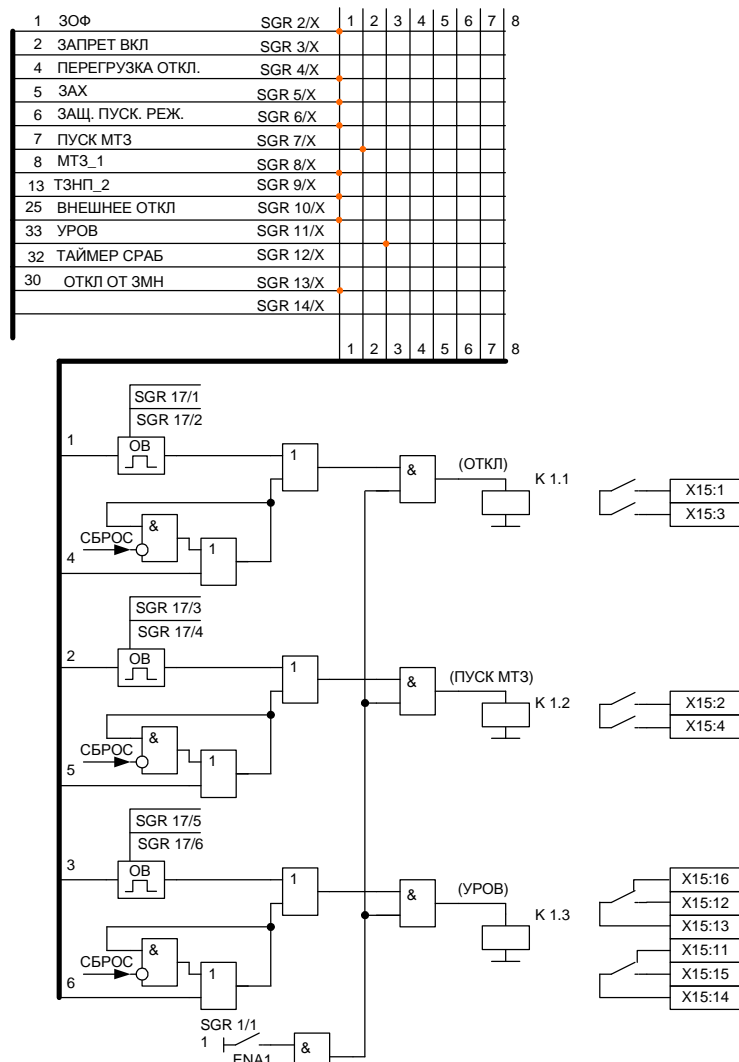 1 ЗОФ SGR 2/X 1 2 3 4 5 6 7 8
2 ЗАПРЕТ ВКЛ SGR 3/X
4 ПЕРЕГРУЗКА ОТКЛ. SGR 4/X
5 ЗАХ SGR 5/X
6 ЗАЩ. ПУСК. РЕЖ. SGR 6/X
7 ПУСК МТЗ SGR 7/X
8 МТЗ_1 SGR 8/X
13 ТЗНП_2 SGR 9/X
25 ВНЕШНЕЕ ОТКЛ SGR 10/X
33 УРОВ SGR 11/X
32 ТАЙМЕР СРАБ SGR 12/X
30 ОТКЛ ОТ ЗМН SGR 13/X
SGR 14/X
1 2 3 4 5 6 7 8
SGR 17/1
SGR 17/2
1 ОВ 1 & (ОТКЛ) K 1.1 X15:1
X15:3
СБРОС & 1
4
SGR 17/3
SGR 17/4
2 ОВ 1 & (ПУСК МТЗ) K 1.2 X15:2
X15:4
СБРОС & 1
5
SGR 17/5
SGR 17/6
3 ОВ 1 & (УРОВ) K 1.3 X15:16
X15:12
X15:13
X15:11
X15:15
X15:14
СБРОС & 1
6
SGR 1/1
1 &
ENA1